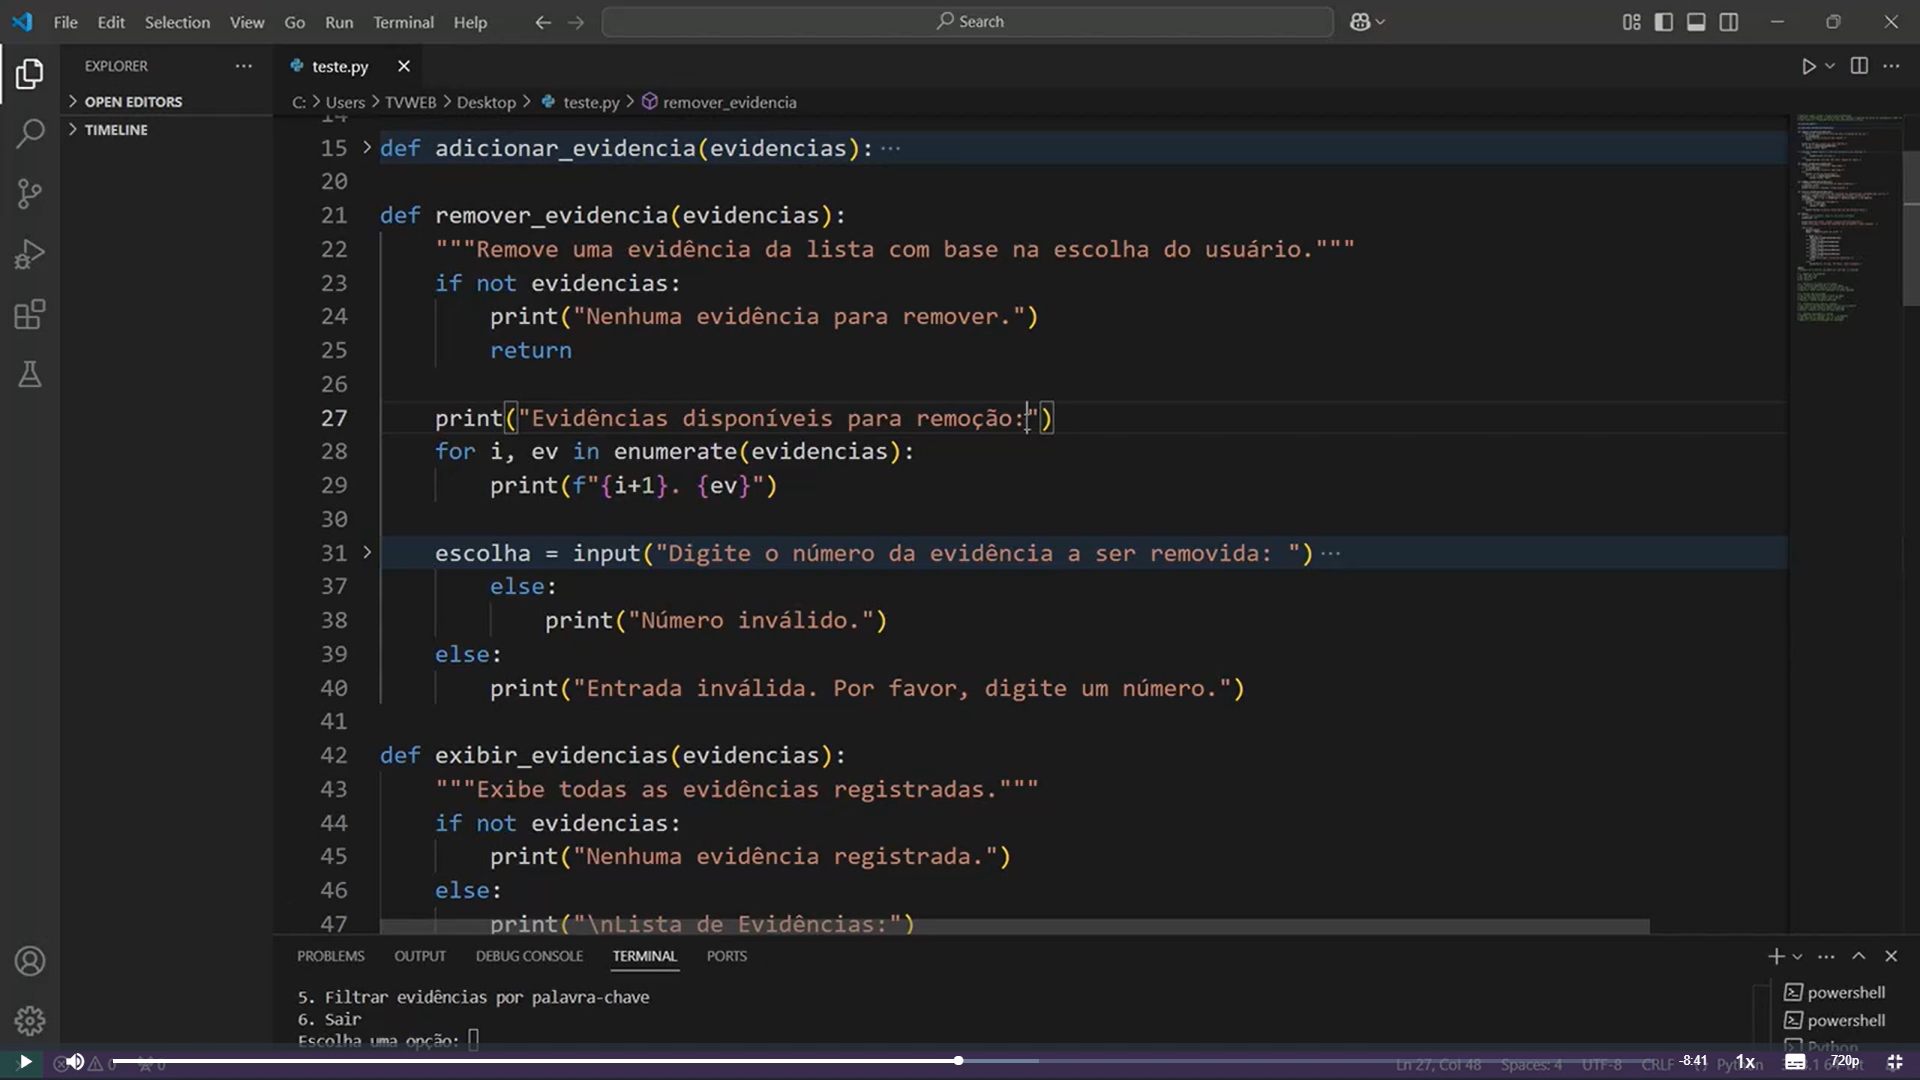 File Edit Selection View Go Run Terminal Help Search
EXPLORER ···
OPEN EDITORS
TIMELINE
teste.py
C: > Users > TVWEB > Desktop > teste.py > remover_evidencia
14
15 def adicionar_evidencia(evidencias): ···
20
21 def remover_evidencia(evidencias):
22 """Remove uma evidência da lista com base na escolha do usuário."""
23 if not evidencias:
24 print("Nenhuma evidência para remover.")
25 return
26
27 print("Evidências disponíveis para remoção:")
28 for i, ev in enumerate(evidencias):
29 print(f"{i+1}. {ev}")
30
31 escolha = input("Digite o número da evidência a ser removida: ") ···
37 else:
38 print("Número inválido.")
39 else:
40 print("Entrada inválida. Por favor, digite um número.")
41
42 def exibir_evidencias(evidencias):
43 """Exibe todas as evidências registradas."""
44 if not evidencias:
45 print("Nenhuma evidência registrada.")
46 else:
47 print("\nLista de Evidências:")
PROBLEMS OUTPUT DEBUG CONSOLE TERMINAL PORTS
5. Filtrar evidências por palavra-chave
6. Sair
Escolha uma opção:
powershell
powershell
Python
0 0 Ln 27, Col 48 Spaces: 4 UTF-8 CRLF Python
-8:41 1x 720p